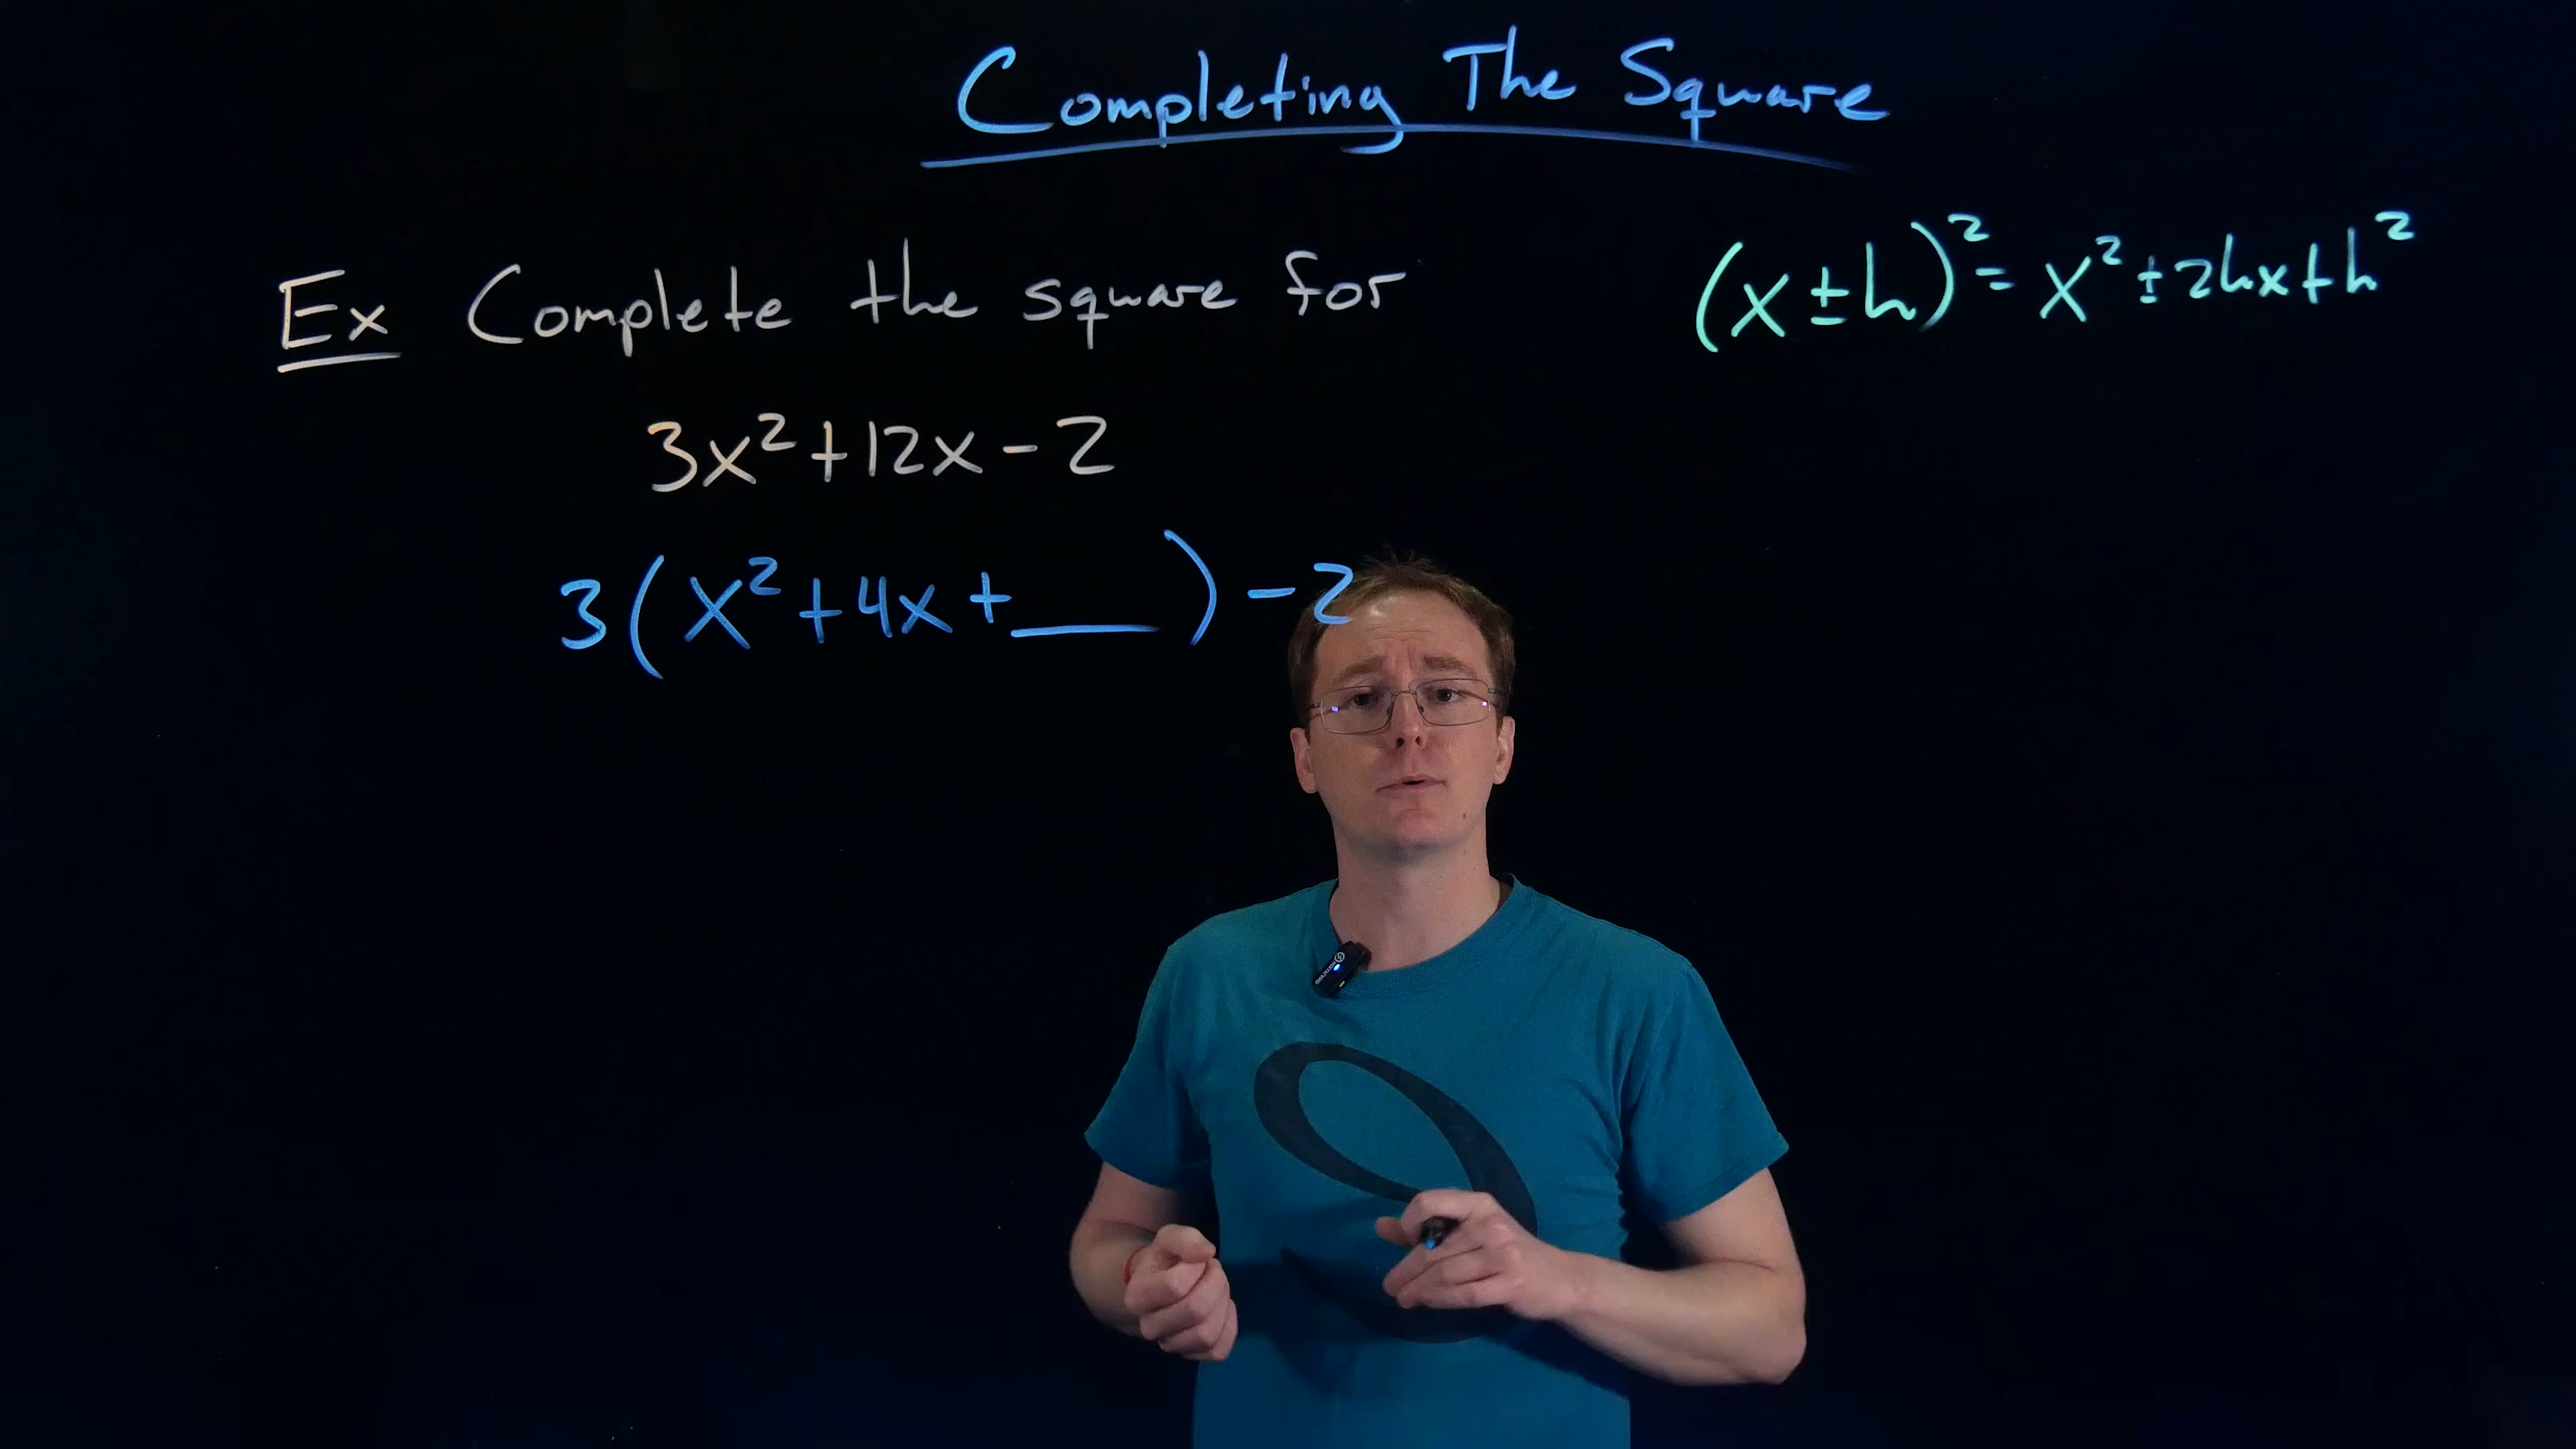 Completing The Square
Ex Complete the square for
(x ± h)² = x² ± 2hx + h²
3x² + 12x - 2
3(x² + 4x + __) - 2